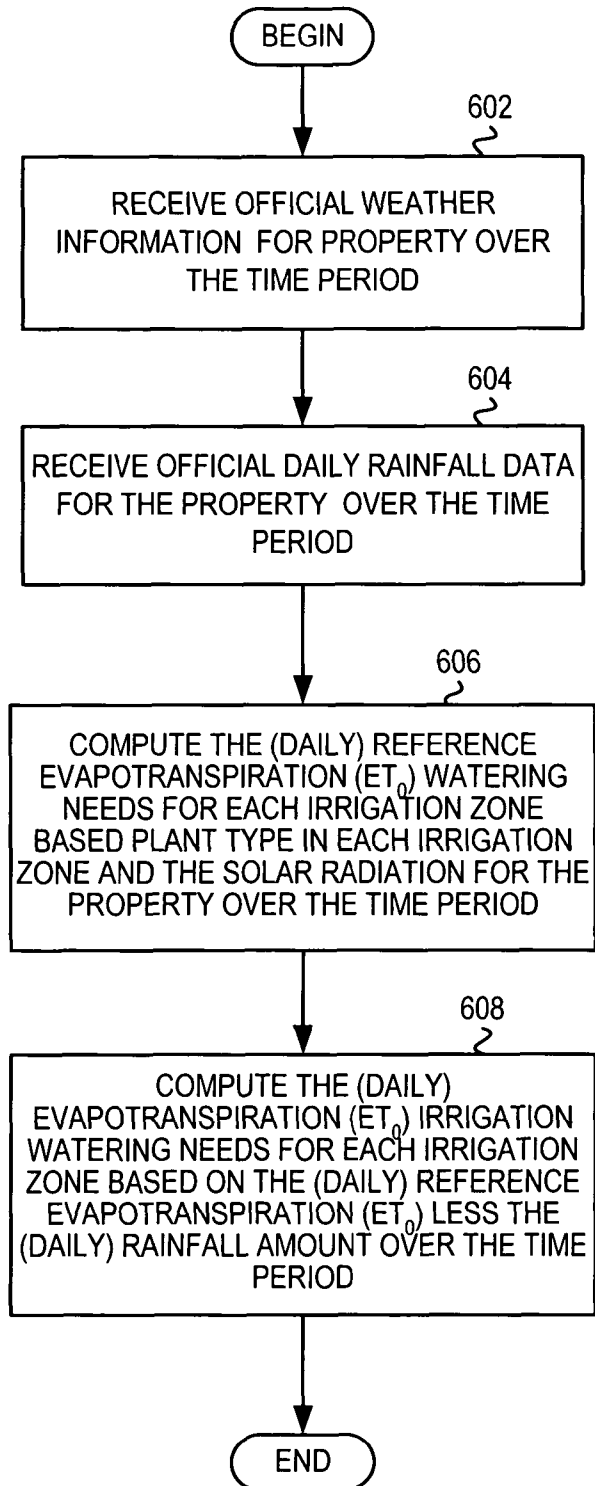 BEGIN
602
RECEIVE OFFICIAL WEATHER
INFORMATION FOR PROPERTY OVER
THE TIME PERIOD
604
RECEIVE OFFICIAL DAILY RAINFALL DATA
FOR THE PROPERTY OVER THE TIME
PERIOD
606
COMPUTE THE (DAILY) REFERENCE
EVAPOTRANSPIRATION (ET₀) WATERING
NEEDS FOR EACH IRRIGATION ZONE
BASED PLANT TYPE IN EACH IRRIGATION
ZONE AND THE SOLAR RADIATION FOR THE
PROPERTY OVER THE TIME PERIOD
608
COMPUTE THE (DAILY)
EVAPOTRANSPIRATION (ET₀) IRRIGATION
WATERING NEEDS FOR EACH IRRIGATION
ZONE BASED ON THE (DAILY) REFERENCE
EVAPOTRANSPIRATION (ET₀) LESS THE
(DAILY) RAINFALL AMOUNT OVER THE TIME
PERIOD
END